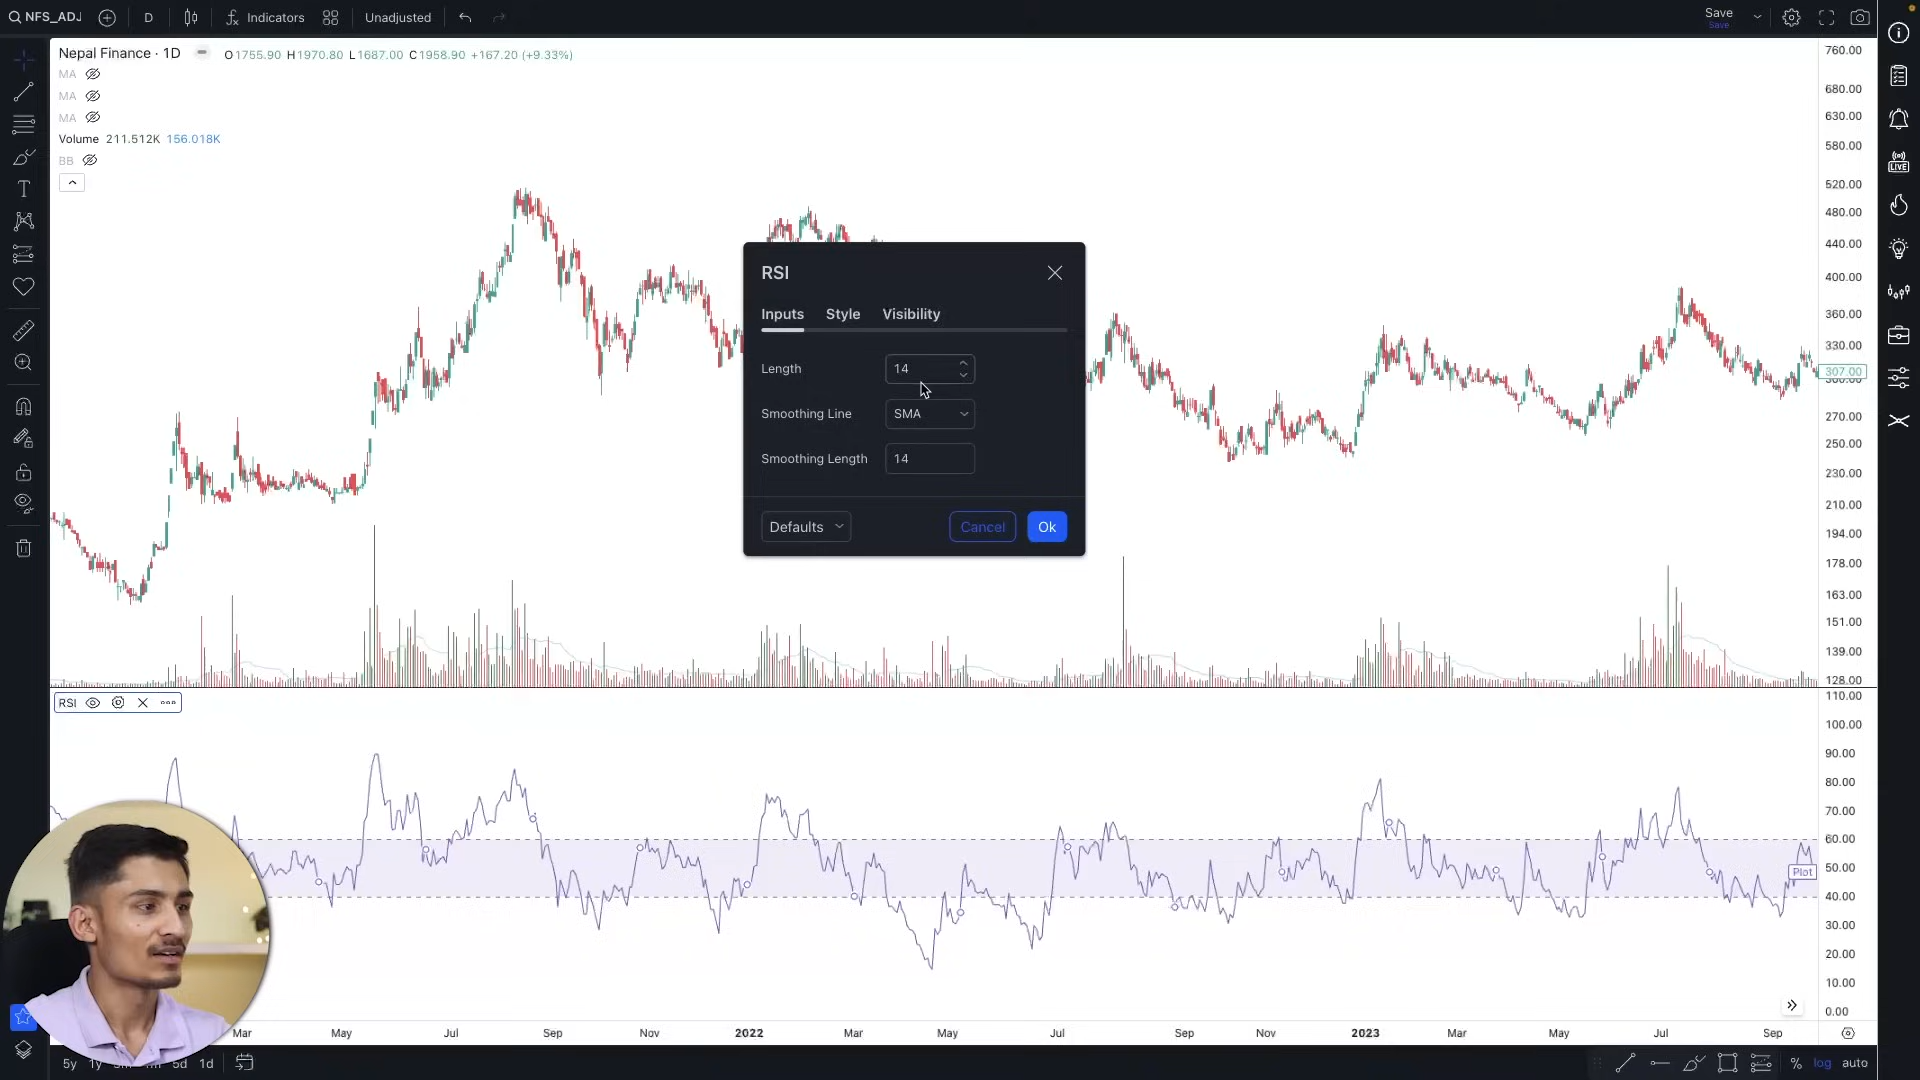 NFS_ADJ D Indicators Unadjusted Save
Save
Nepal Finance · 1D O1755.90 H1970.80 L1687.00 C1958.90 +167.20 (+9.33%)
MA
MA
MA
Volume 211.512K 156.018K
BB
LIVE
760.00
680.00
630.00
580.00
520.00
480.00
440.00
400.00
360.00
330.00
307.00
270.00
250.00
230.00
210.00
194.00
178.00
163.00
151.00
139.00
128.00
RSI
Inputs Style Visibility
Length 14
Smoothing Line SMA
Smoothing Length 14
Defaults Cancel Ok
RSI
110.00
100.00
90.00
80.00
70.00
60.00
50.00
Plot
40.00
30.00
20.00
10.00
0.00
Mar May Jul Sep Nov 2022 Mar May Jul Sep Nov 2023 Mar May Jul Sep
5y 1y 5d 1d % log auto